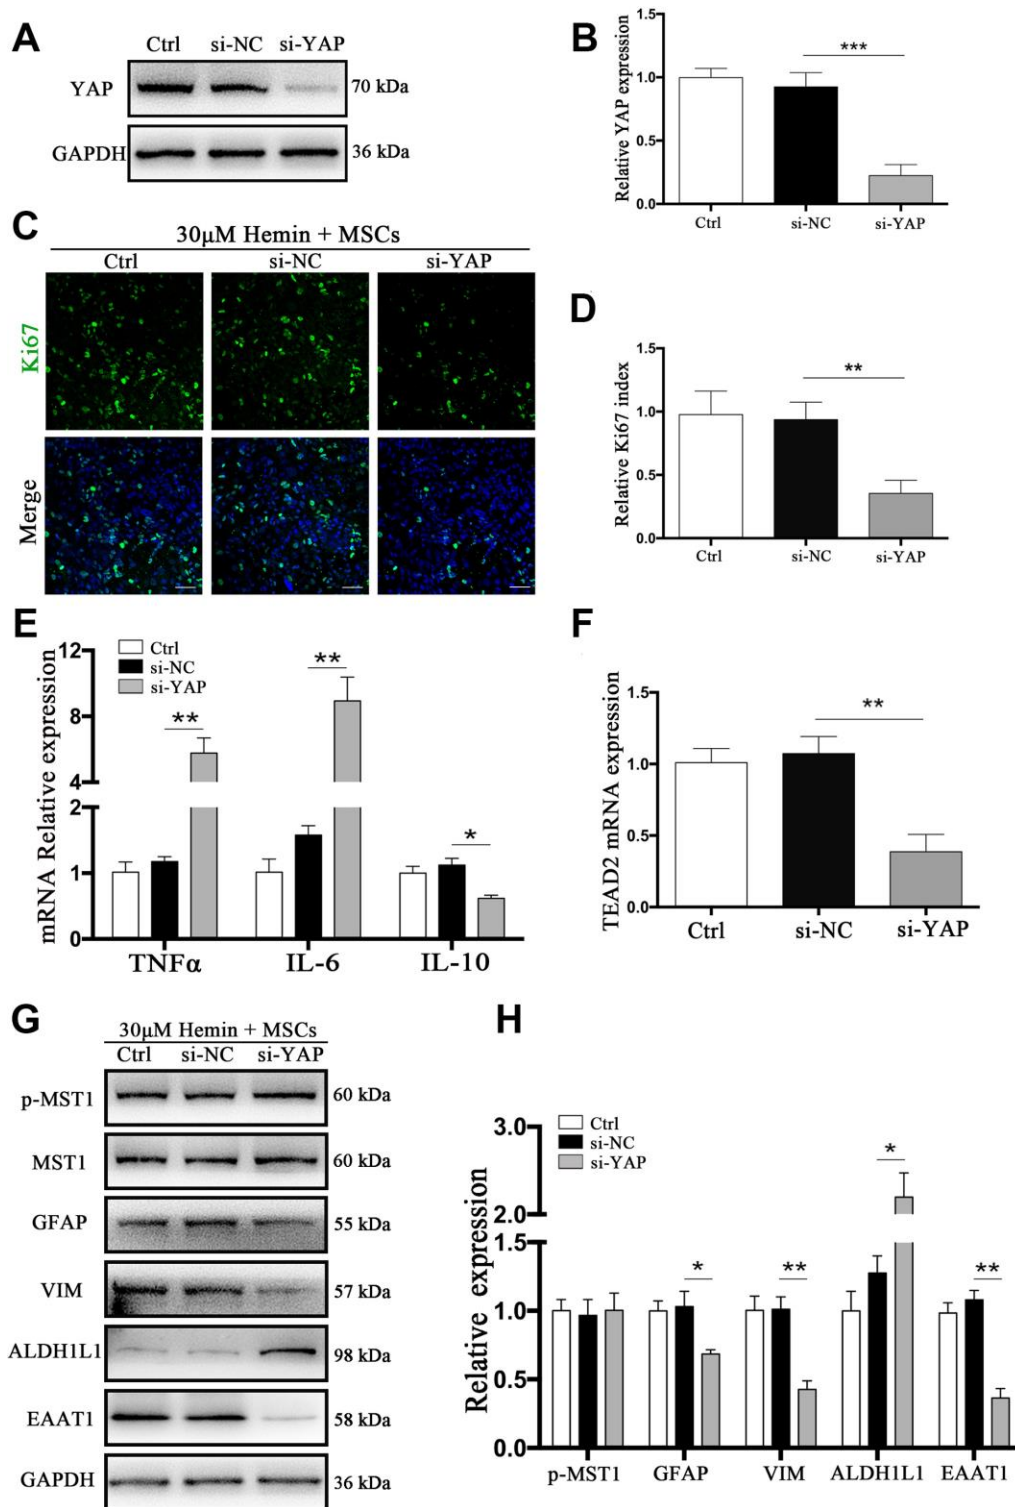 A
Ctrl si-NC si-YAP
YAP 70 kDa
GAPDH 36 kDa
B
Relative YAP expression
1.5
1.0
0.5
0.0
***
Ctrl si-NC si-YAP
C
30μM Hemin + MSCs
Ctrl si-NC si-YAP
Ki67
Merge
D
Relative Ki67 index
1.5
1.0
0.5
0.0
**
Ctrl si-NC si-YAP
E
mRNA Relative expression
12
8
4
2
1
0
Ctrl
si-NC
si-YAP
**
**
*
TNFα IL-6 IL-10
F
TEAD2 mRNA expression
1.5
1.0
0.5
0.0
**
Ctrl si-NC si-YAP
G
30μM Hemin + MSCs
Ctrl si-NC si-YAP
p-MST1 60 kDa
MST1 60 kDa
GFAP 55 kDa
VIM 57 kDa
ALDH1L1 98 kDa
EAAT1 58 kDa
GAPDH 36 kDa
H
Relative expression
3.0
2.0
1.5
1.0
0.5
0.0
Ctrl
si-NC
si-YAP
*
**
*
**
p-MST1 GFAP VIM ALDH1L1 EAAT1